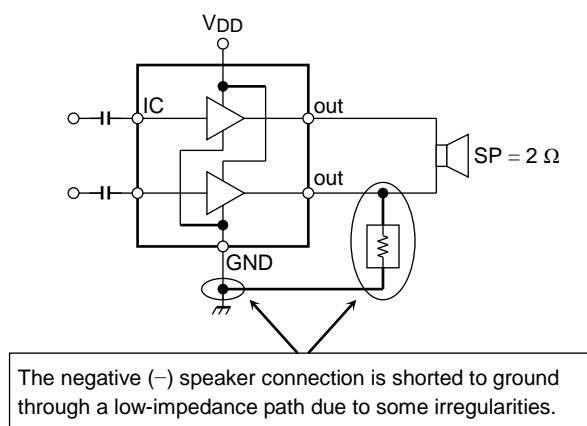 VDD
IC
out
SP = 2 Ω
out
GND
The negative (−) speaker connection is shorted to ground
through a low-impedance path due to some irregularities.